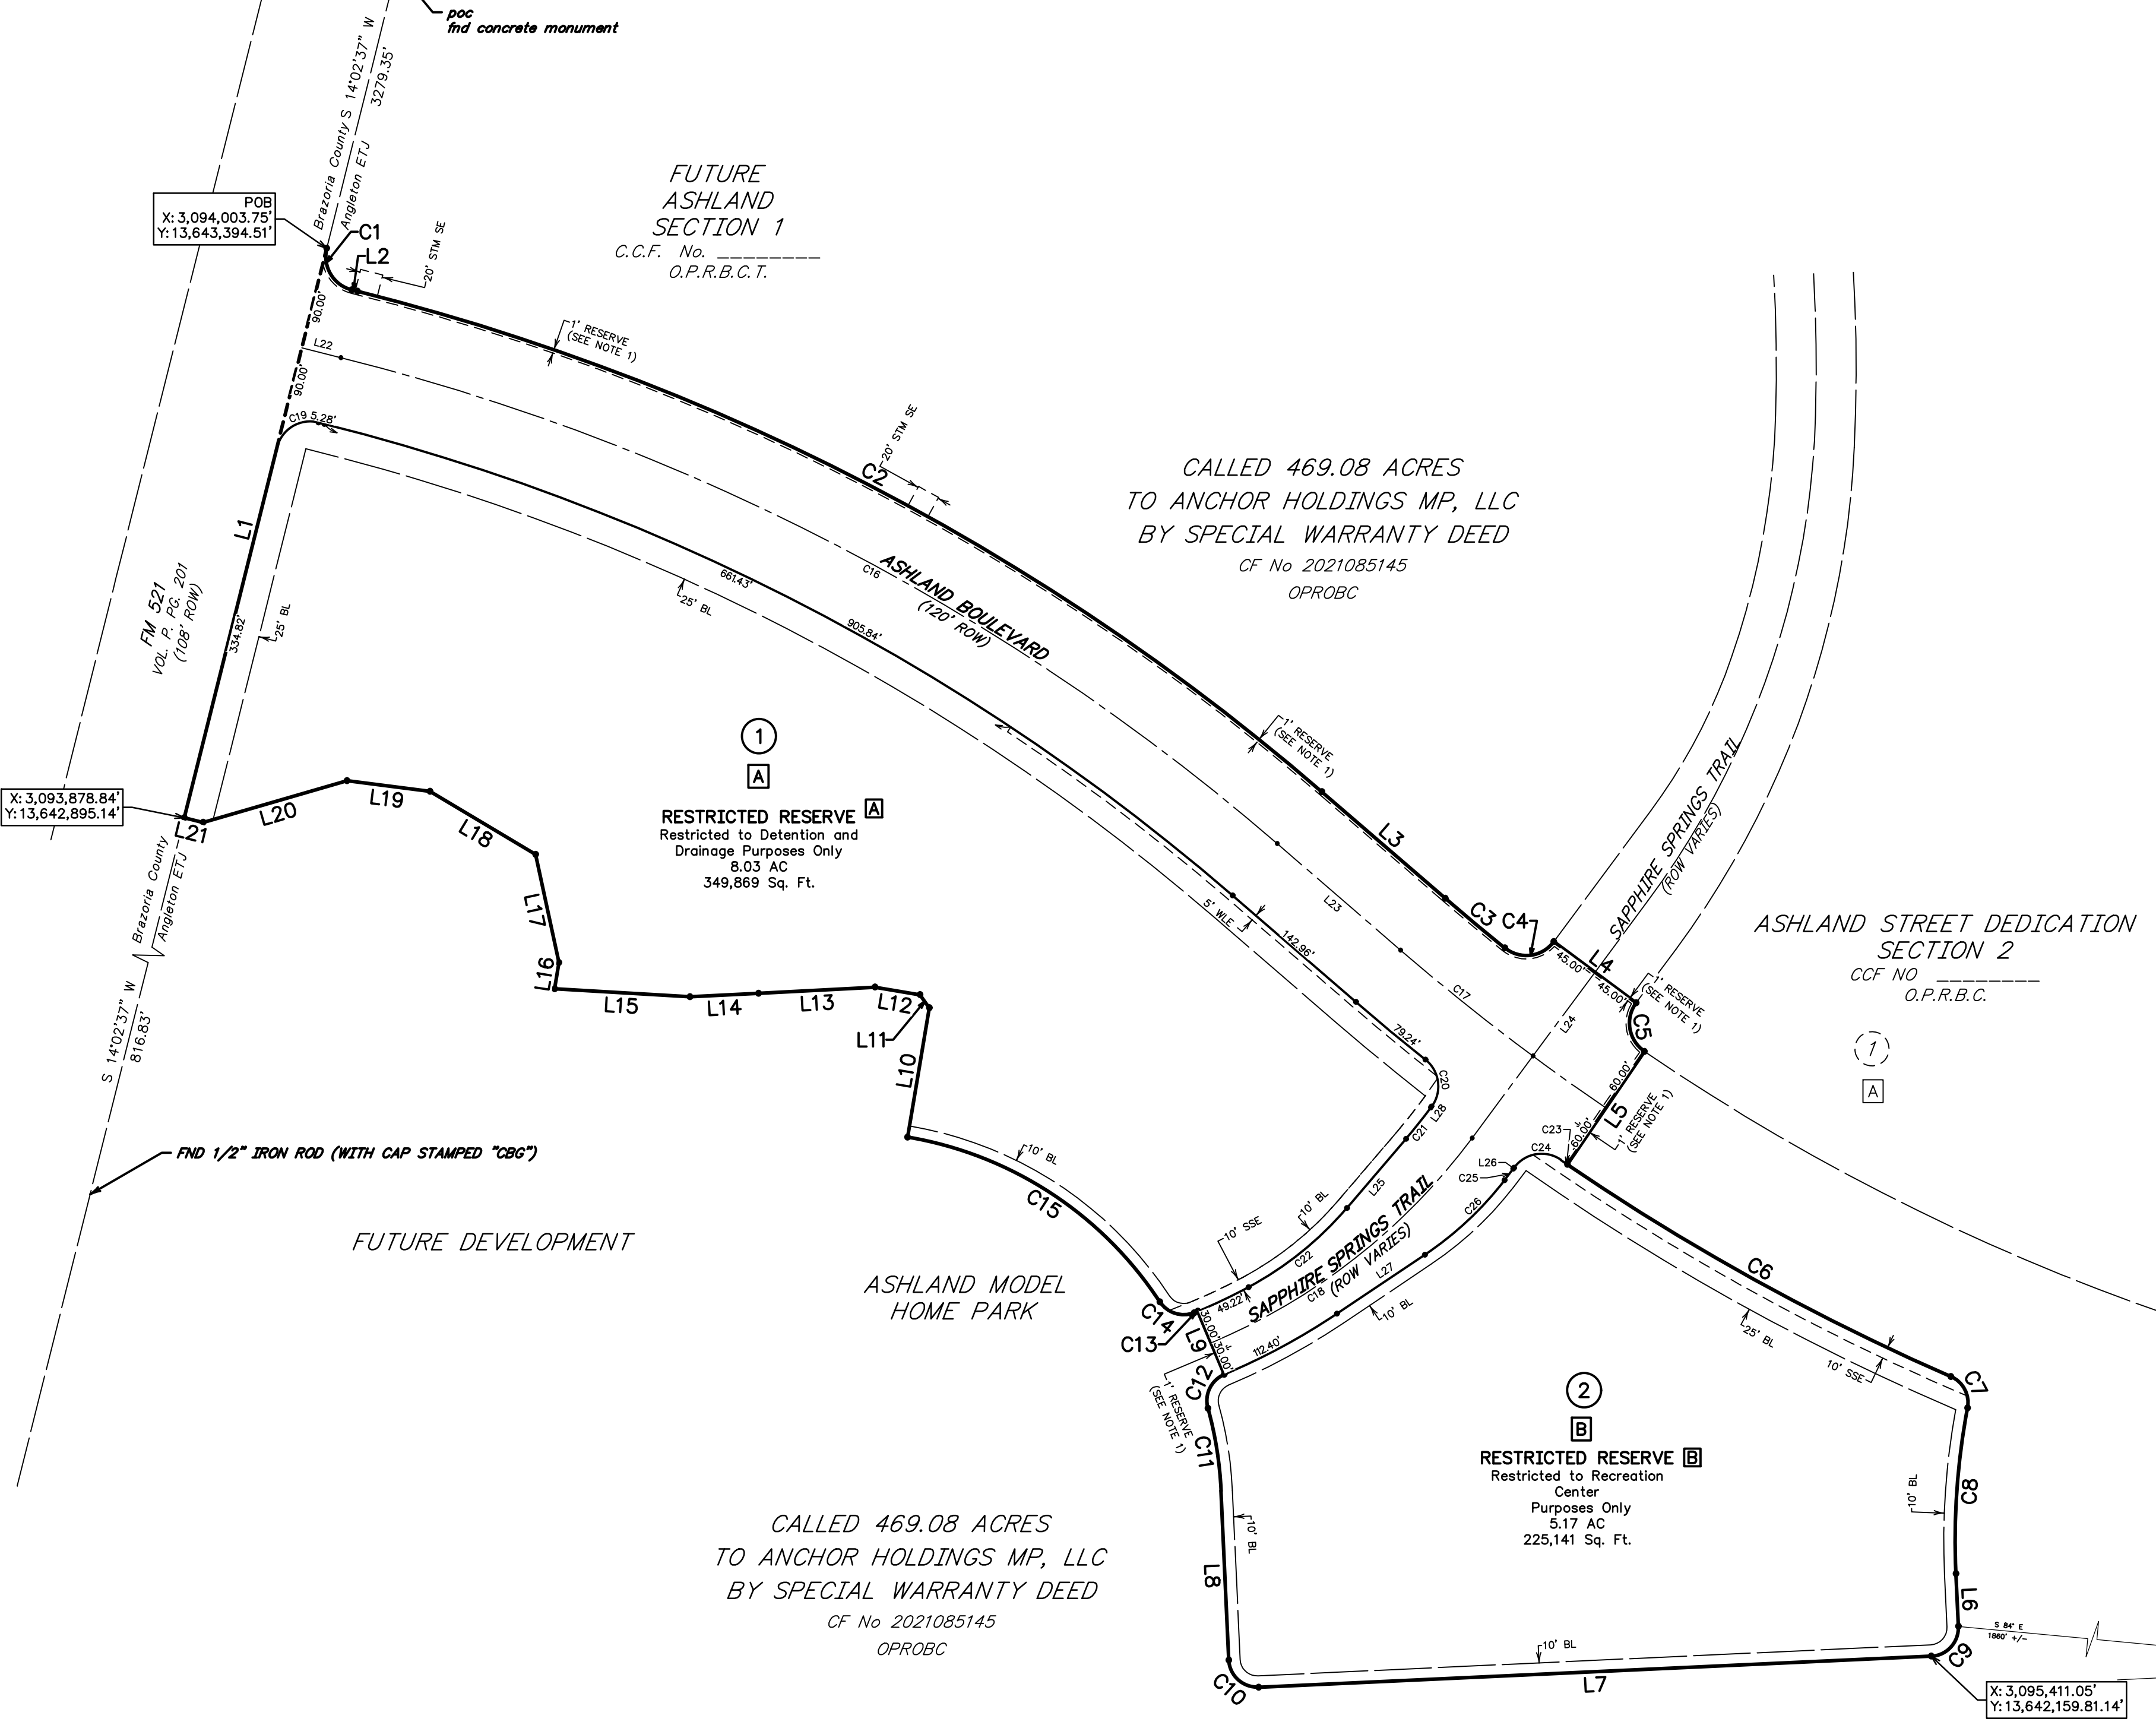 poc
fnd concrete monument
Brazoria County S 14°02'37" W
Angleton ETJ 3279.35'
POB
X: 3,094,003.75'
Y: 13,643,394.51'
C1
L2
20' STM SE
FUTURE
ASHLAND
SECTION 1
C.C.F. No. ________
O.P.R.B.C.T.
90.00'
L22
90.00'
1' RESERVE
(SEE NOTE 1)
C19 5.28'
20' STM SE
C2
CALLED 469.08 ACRES
TO ANCHOR HOLDINGS MP, LLC
BY SPECIAL WARRANTY DEED
CF No 2021085145
OPROBC
L1
FM 521
VOL. P. PG. 201
(108' ROW)
334.82'
25' BL
661.43'
25' BL
C16
ASHLAND BOULEVARD
(120' ROW)
905.84'
1' RESERVE
(SEE NOTE 1)
1
A
RESTRICTED RESERVE A
Restricted to Detention and
Drainage Purposes Only
8.03 AC
349,869 Sq. Ft.
X: 3,093,878.84'
Y: 13,642,895.14'
L21
L20
L19
L18
L17
L16
L15
L14
L13
L12
L11
L10
Brazoria County
Angleton ETJ
S 14°02'37" W
816.83'
L3
L23
5' WLE
142.96'
C3
C4
45.00'
L4
45.00'
SAPPHIRE SPRINGS TRAIL
(ROW VARIES)
1' RESERVE
(SEE NOTE 1)
ASHLAND STREET DEDICATION
SECTION 2
CCF NO ________
O.P.R.B.C.
1
A
C17
L24
C5
79.24'
C20
L28
C21
60.00'
L5
60.00'
1' RESERVE
(SEE NOTE 1)
C23
C24
L26
C25
C26
L25
FND 1/2" IRON ROD (WITH CAP STAMPED "CBG")
FUTURE DEVELOPMENT
10' BL
C15
10' BL
10' SSE
C22
SAPPHIRE SPRINGS TRAIL
(ROW VARIES)
C18
L27
10' BL
C6
25' BL
10' SSE
ASHLAND MODEL
HOME PARK
C14
C13
49.22'
30.00'
30.00'
L9
112.40'
C12
1' RESERVE
(SEE NOTE 1)
C11
C7
C8
10' BL
2
B
RESTRICTED RESERVE B
Restricted to Recreation
Center
Purposes Only
5.17 AC
225,141 Sq. Ft.
CALLED 469.08 ACRES
TO ANCHOR HOLDINGS MP, LLC
BY SPECIAL WARRANTY DEED
CF No 2021085145
OPROBC
10' BL
L8
L6
S 84° E
1860' +/-
10' BL
C9
C10
L7
X: 3,095,411.05'
Y: 13,642,159.81.14'